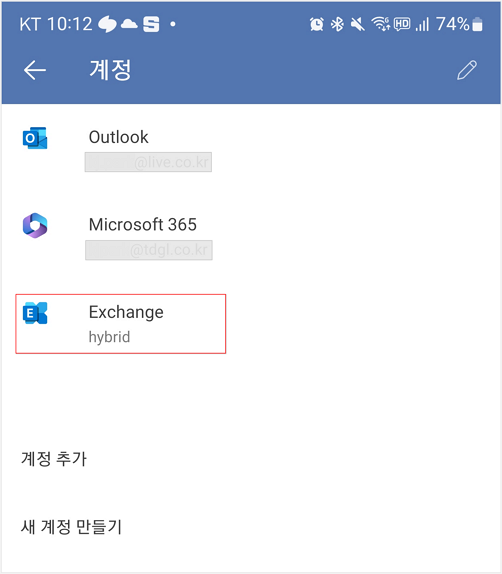 KT 10:12 74%
계정
Outlook
@live.co.kr
Microsoft 365
@tdgl.co.kr
Exchange
hybrid
계정 추가
새 계정 만들기